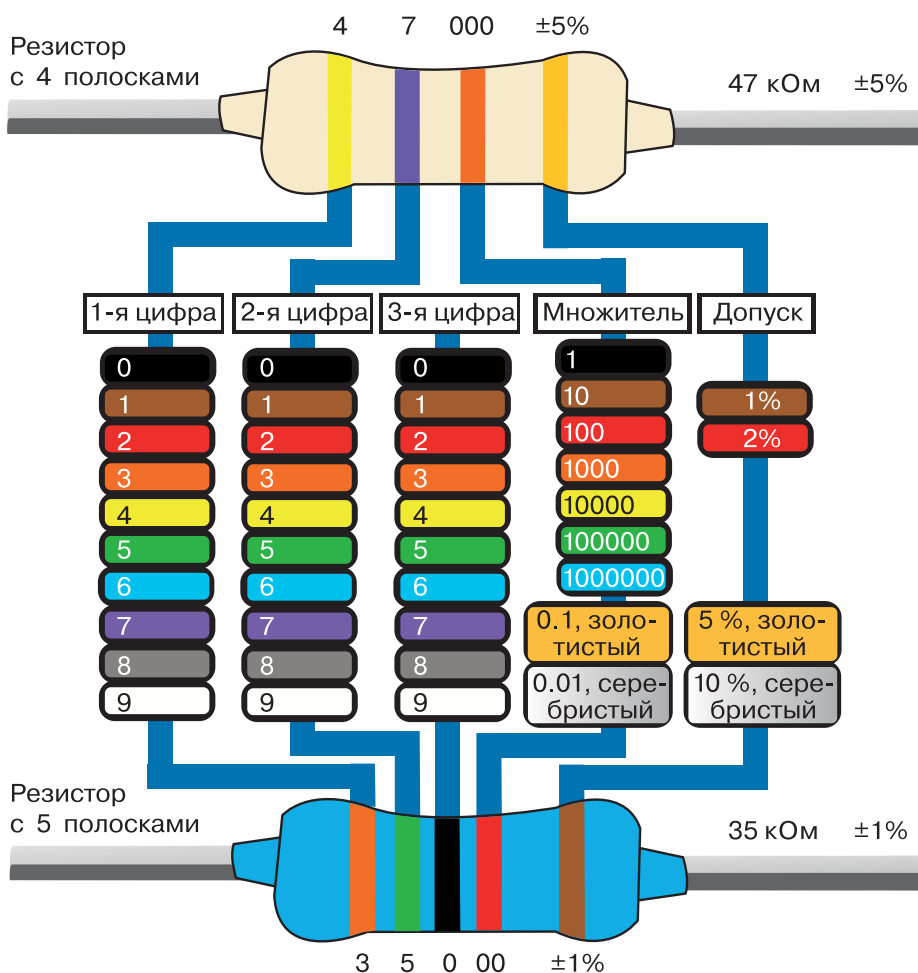 4 7 000 ±5%
Резистор
с 4 полосками
47 кОм ±5%
1-я цифра 2-я цифра 3-я цифра Множитель Допуск
0 0 0 1
1 1 1 10 1%
2 2 2 100 2%
3 3 3 1000
4 4 4 10000
5 5 5 100000
6 6 6 1000000
7 7 7 0.1, золо-
тистый 5 %, золо-
тистый
8 8 8 0.01, сере-
бристый 10 %, сере-
бристый
9 9 9
Резистор
с 5 полосками
35 кОм ±1%
3 5 0 00 ±1%